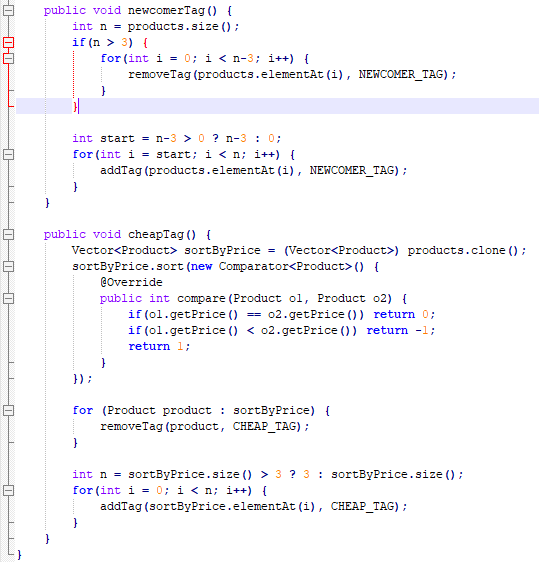 public void newcomerTag() {
    int n = products.size();
    if(n > 3) {
        for(int i = 0; i < n-3; i++) {
            removeTag(products.elementAt(i), NEWCOMER_TAG);
        }
    }

    int start = n-3 > 0 ? n-3 : 0;
    for(int i = start; i < n; i++) {
        addTag(products.elementAt(i), NEWCOMER_TAG);
    }
}

public void cheapTag() {
    Vector<Product> sortByPrice = (Vector<Product>) products.clone();
    sortByPrice.sort(new Comparator<Product>() {
        @Override
        public int compare(Product o1, Product o2) {
            if(o1.getPrice() == o2.getPrice()) return 0;
            if(o1.getPrice() < o2.getPrice()) return -1;
            return 1;
        }
    });

    for (Product product : sortByPrice) {
        removeTag(product, CHEAP_TAG);
    }

    int n = sortByPrice.size() > 3 ? 3 : sortByPrice.size();
    for(int i = 0; i < n; i++) {
        addTag(sortByPrice.elementAt(i), CHEAP_TAG);
    }
}
}